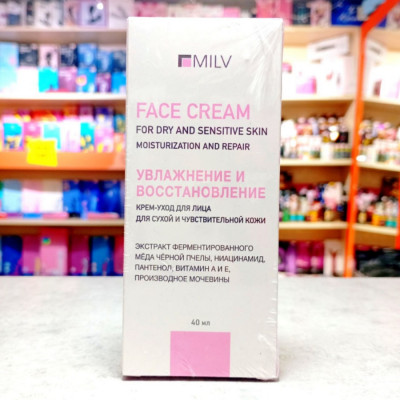 MILV
FACE CREAM
FOR DRY AND SENSITIVE SKIN
MOISTURIZATION AND REPAIR
УВЛАЖНЕНИЕ И
ВОССТАНОВЛЕНИЕ
КРЕМ-УХОД ДЛЯ ЛИЦА
ДЛЯ СУХОЙ И ЧУВСТВИТЕЛЬНОЙ КОЖИ
ЭКСТРАКТ ФЕРМЕНТИРОВАННОГО
МЁДА ЧЁРНОЙ ПЧЕЛЫ, НИАЦИНАМИД,
ПАНТЕНОЛ, ВИТАМИН А И Е,
ПРОИЗВОДНОЕ МОЧЕВИНЫ
40 мл